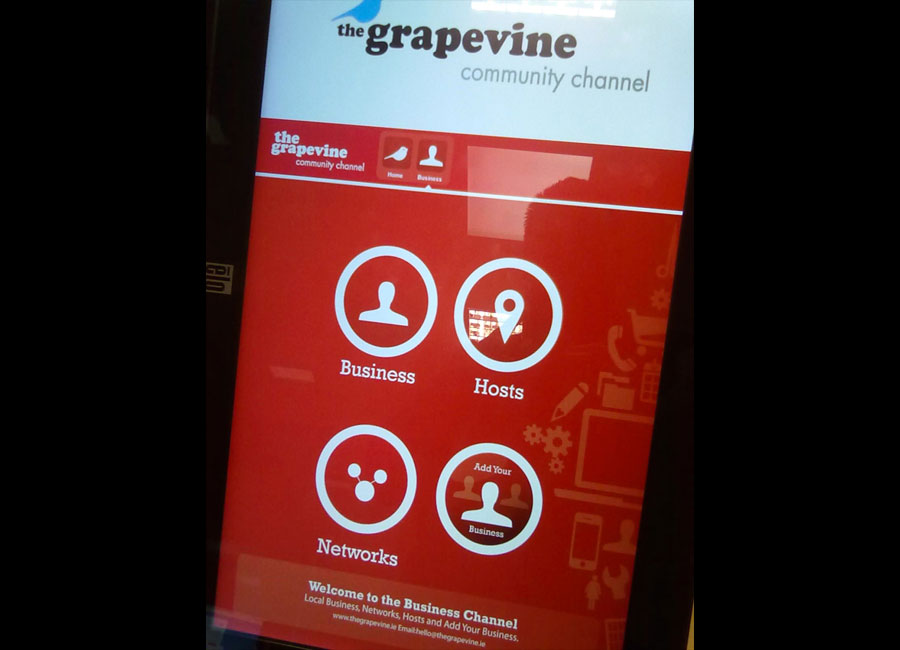 the grapevine
community channel
the
grapevine
community channel
Home
Business
Business
Hosts
Add Your
Business
Networks
Welcome to the Business Channel
Local Business, Networks, Hosts and Add Your Business.
www.thegrapevine.ie Email:hello@thegrapevine.ie